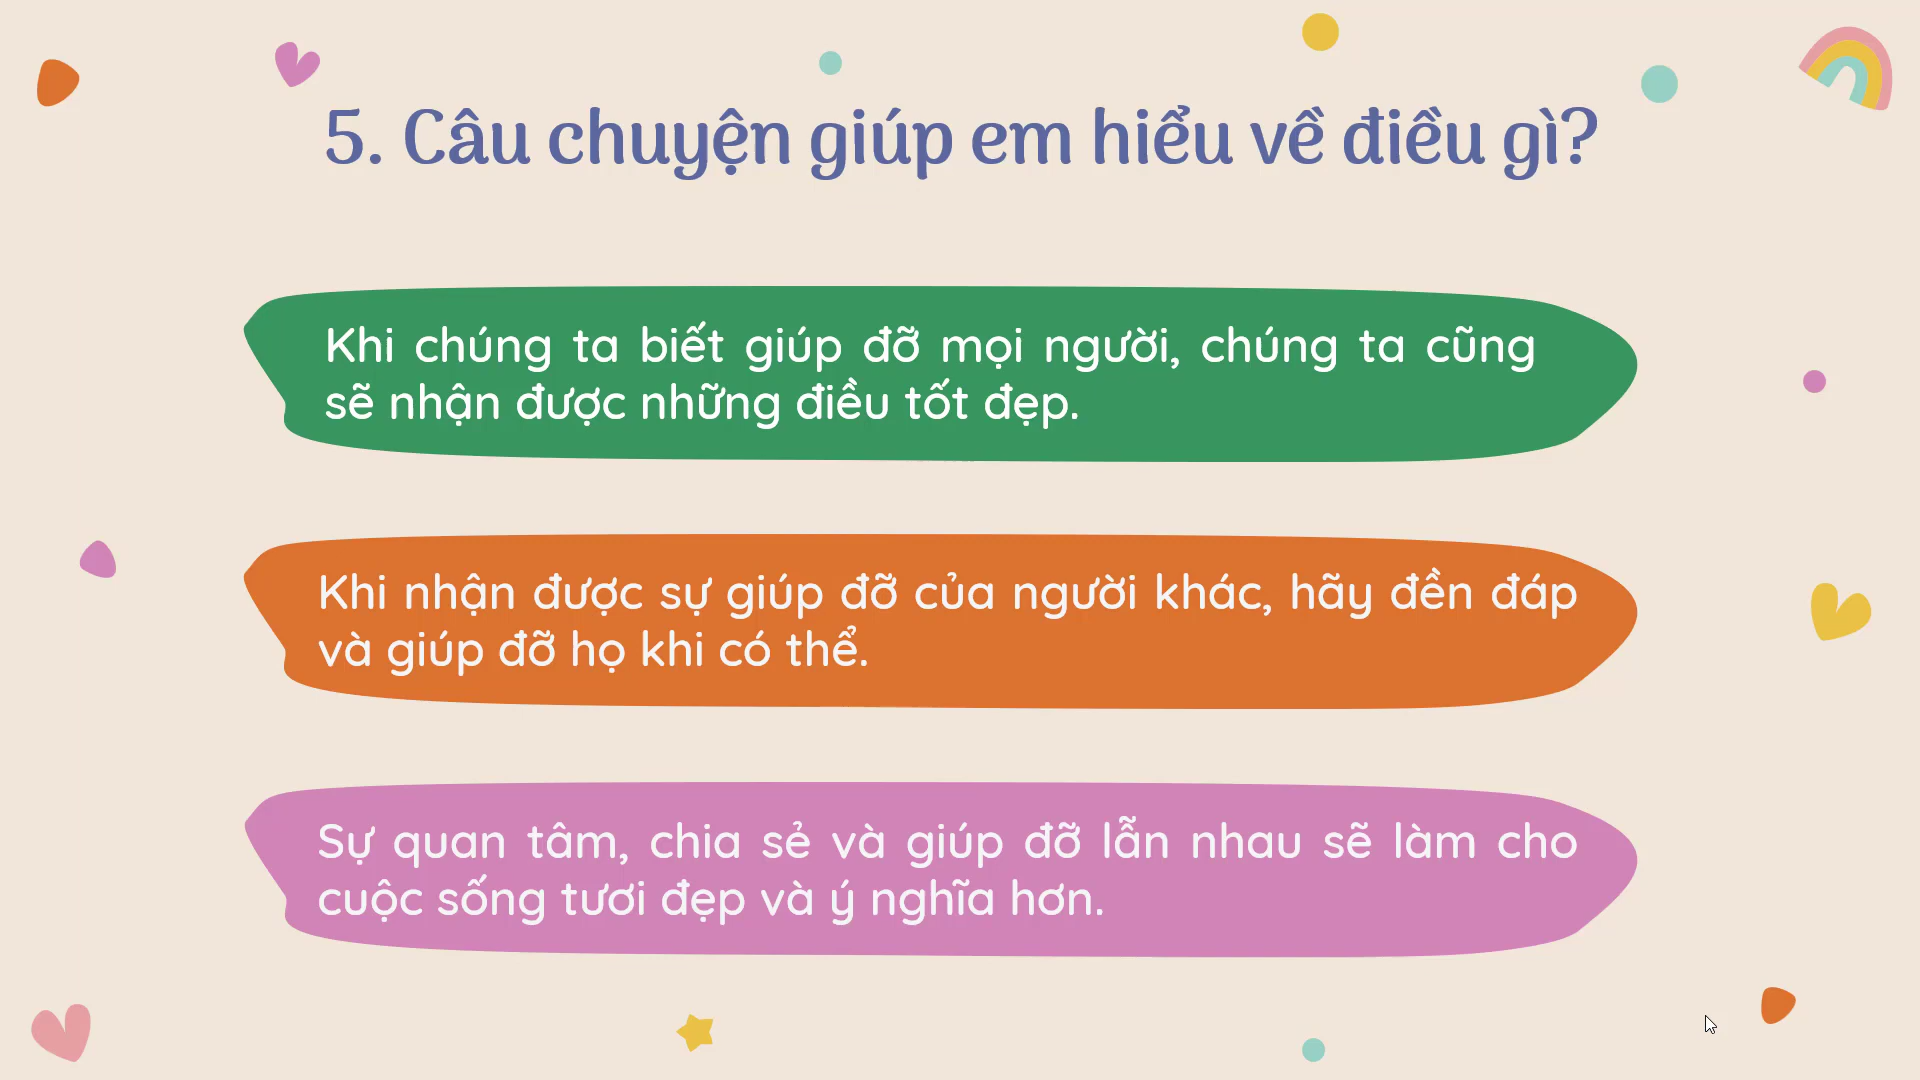 5. Câu chuyện giúp em hiểu về điều gì?
Khi chúng ta biết giúp đỡ mọi người, chúng ta cũng
sẽ nhận được những điều tốt đẹp.
Khi nhận được sự giúp đỡ của người khác, hãy đền đáp
và giúp đỡ họ khi có thể.
Sự quan tâm, chia sẻ và giúp đỡ lẫn nhau sẽ làm cho
cuộc sống tươi đẹp và ý nghĩa hơn.